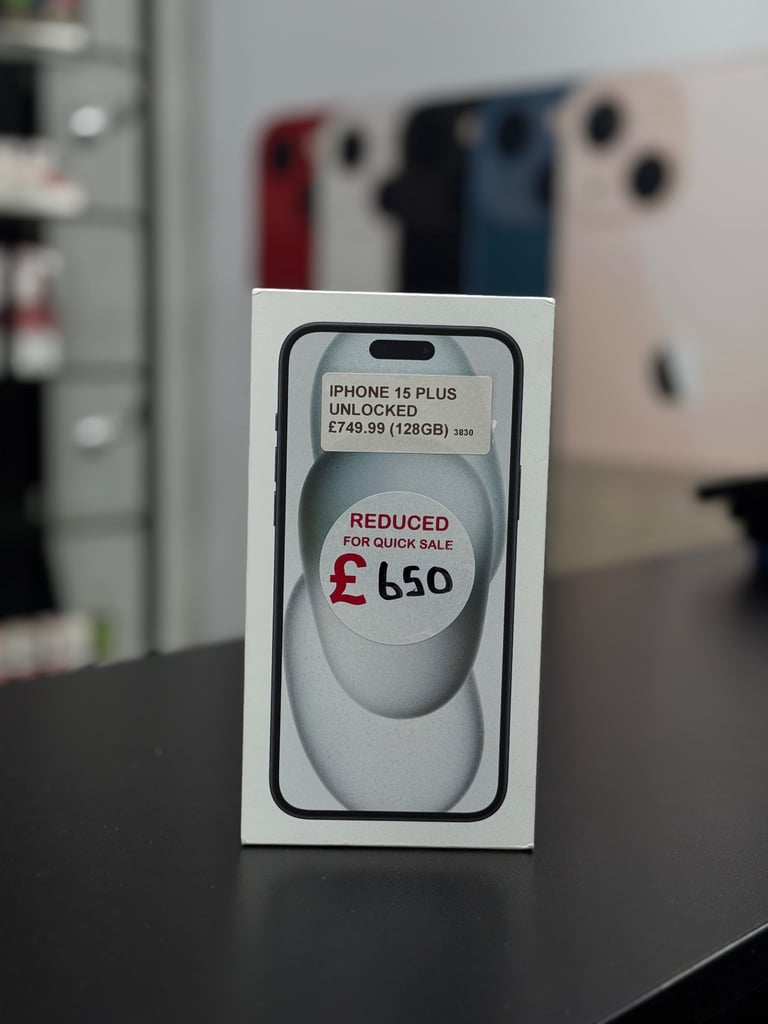 IPHONE 15 PLUS
UNLOCKED
£749.99 (128GB) 3830
REDUCED
FOR QUICK SALE
£650